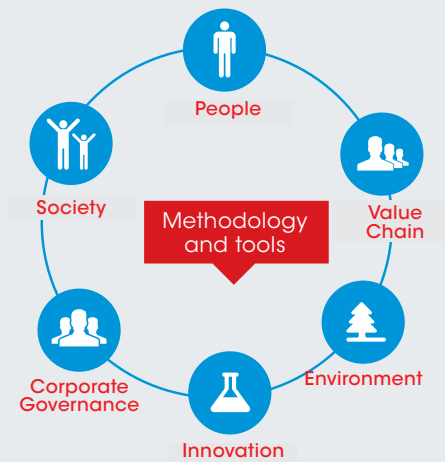 People
Society
Value
Chain
Methodology
and tools
Corporate
Governance
Environment
Innovation